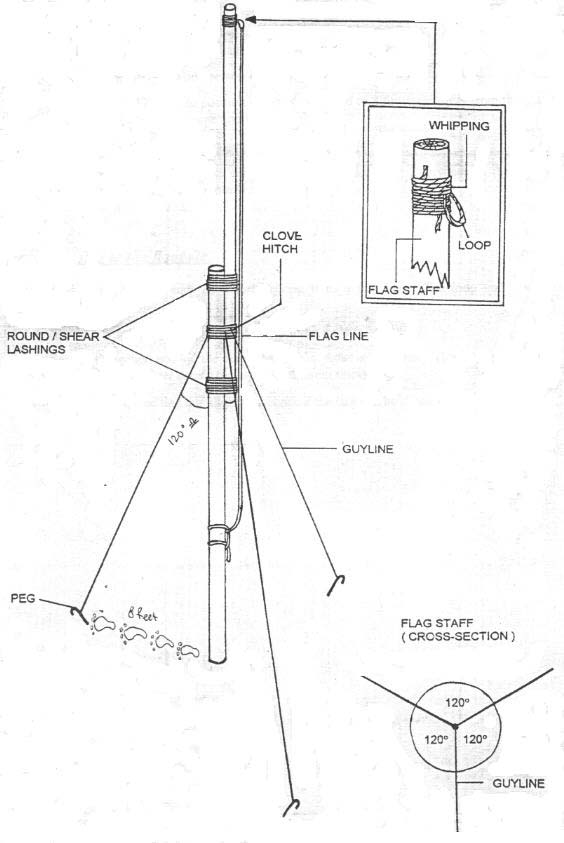 WHIPPING
LOOP
FLAG STAFF
CLOVE
HITCH
ROUND / SHEAR
LASHINGS
FLAG LINE
120°
GUYLINE
PEG
8 feet
FLAG STAFF
( CROSS-SECTION )
120°
120°
120°
GUYLINE